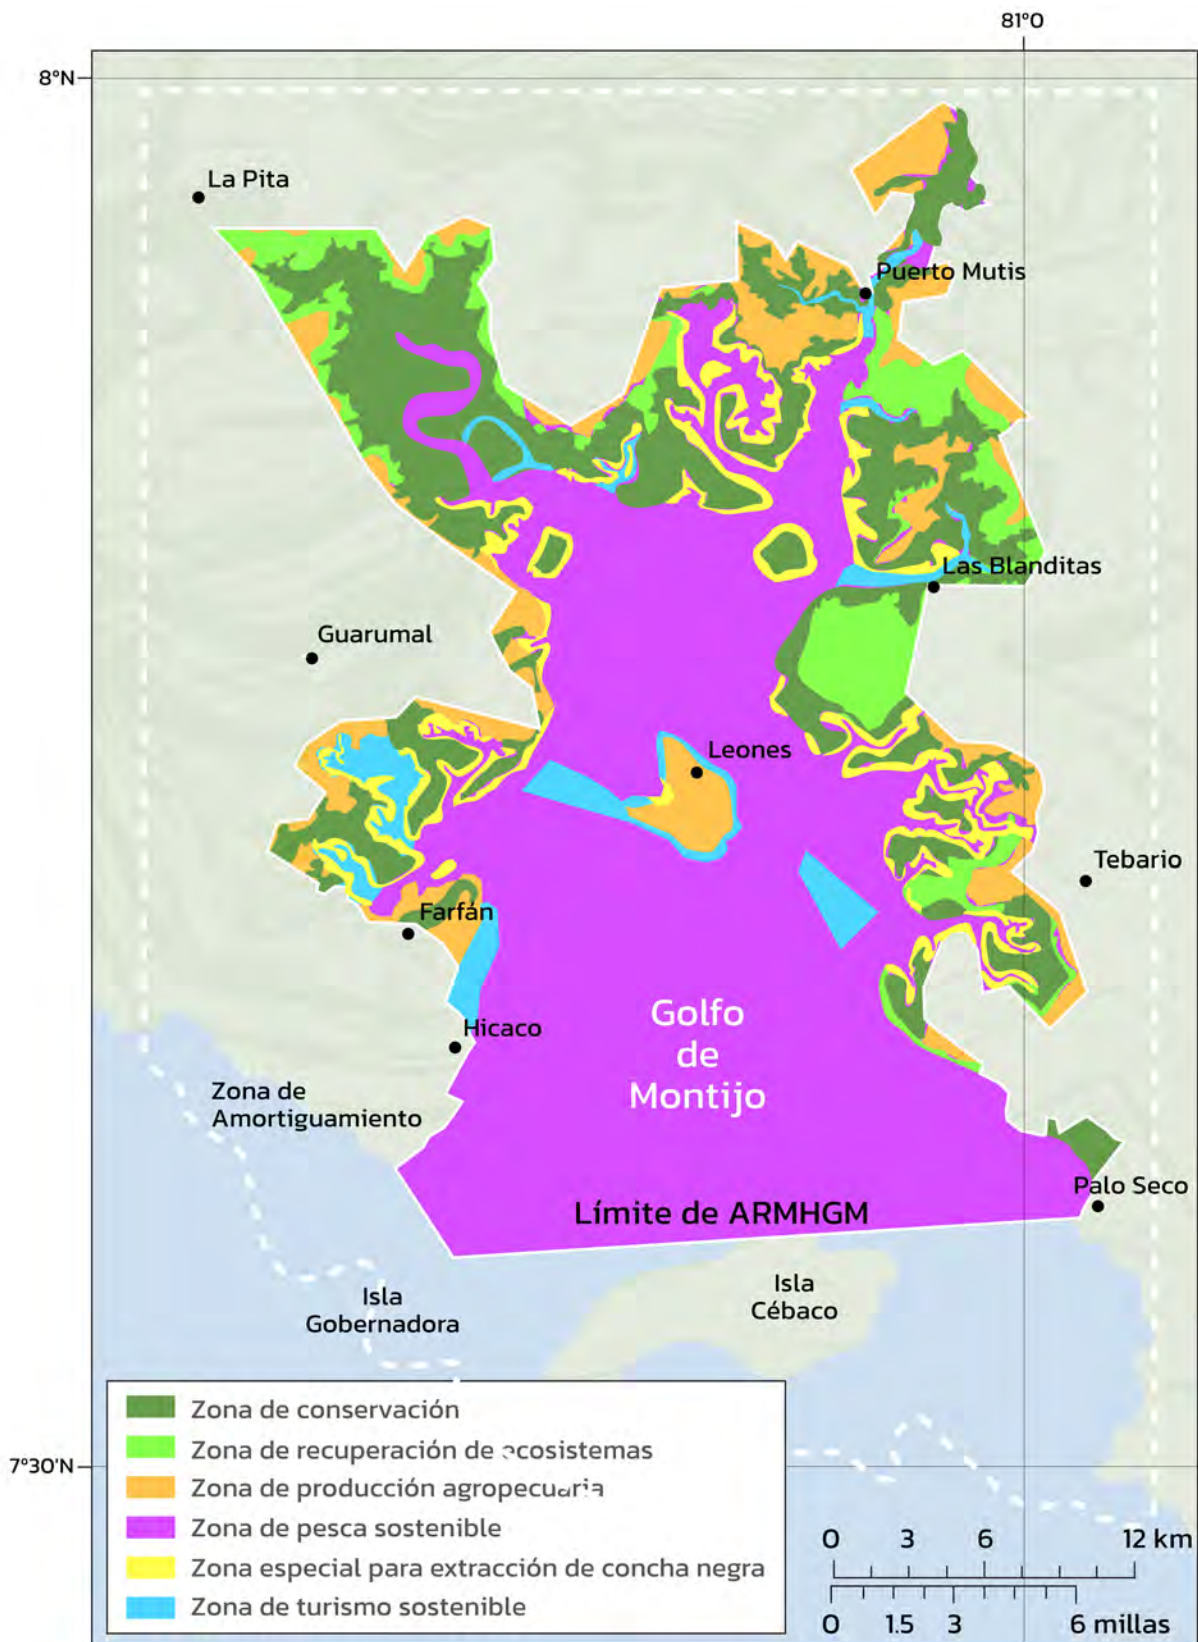 81°O
8°N
La Pita
Puerto Mutis
Las Blanditas
Guarumal
Leones
Tebario
Farfán
Golfo
de
Montijo
Hicaco
Zona de
Amortiguamiento
Palo Seco
Límite de ARMHGM
Isla
Gobernadora
Isla
Cébaco
Zona de conservación
Zona de recuperación de ecosistemas
7°30'N
Zona de producción agropecuaria
Zona de pesca sostenible
Zona especial para extracción de concha negra
Zona de turismo sostenible
0 3 6 12 km
0 1.5 3 6 millas